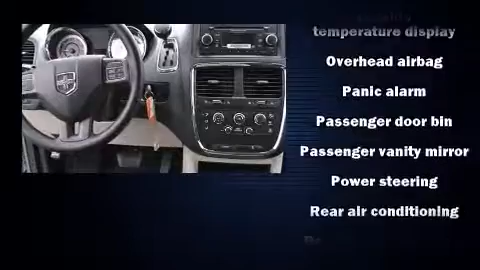 temperature display
Overhead airbag
Panic alarm
Passenger door bin
Passenger vanity mirror
Power steering
Rear air conditioning